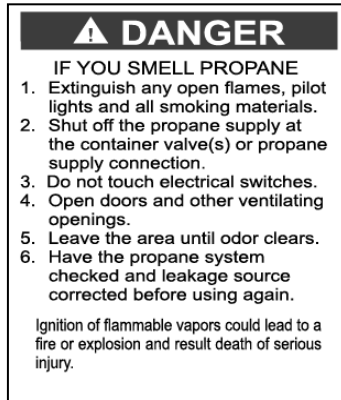 DANGER
IF YOU SMELL PROPANE
1. Extinguish any open flames, pilot
lights and all smoking materials.
2. Shut off the propane supply at
the container valve(s) or propane
supply connection.
3. Do not touch electrical switches.
4. Open doors and other ventilating
openings.
5. Leave the area until odor clears.
6. Have the propane system
checked and leakage source
corrected before using again.
Ignition of flammable vapors could lead to a
fire or explosion and result death of serious
injury.